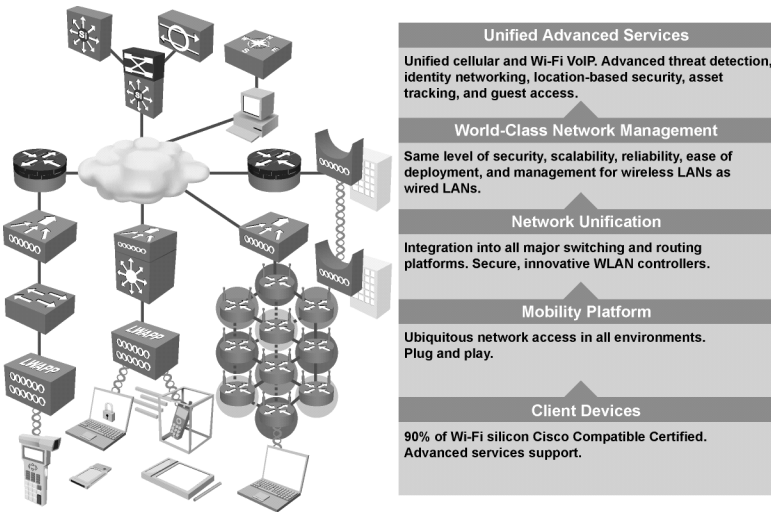 Si
Si
N
S
LWAPP
LWAPP
Unified Advanced Services
Unified cellular and Wi-Fi VoIP. Advanced threat detection,
identity networking, location-based security, asset
tracking, and guest access.
World-Class Network Management
Same level of security, scalability, reliability, ease of
deployment, and management for wireless LANs as
wired LANs.
Network Unification
Integration into all major switching and routing
platforms. Secure, innovative WLAN controllers.
Mobility Platform
Ubiquitous network access in all environments.
Plug and play.
Client Devices
90% of Wi-Fi silicon Cisco Compatible Certified.
Advanced services support.